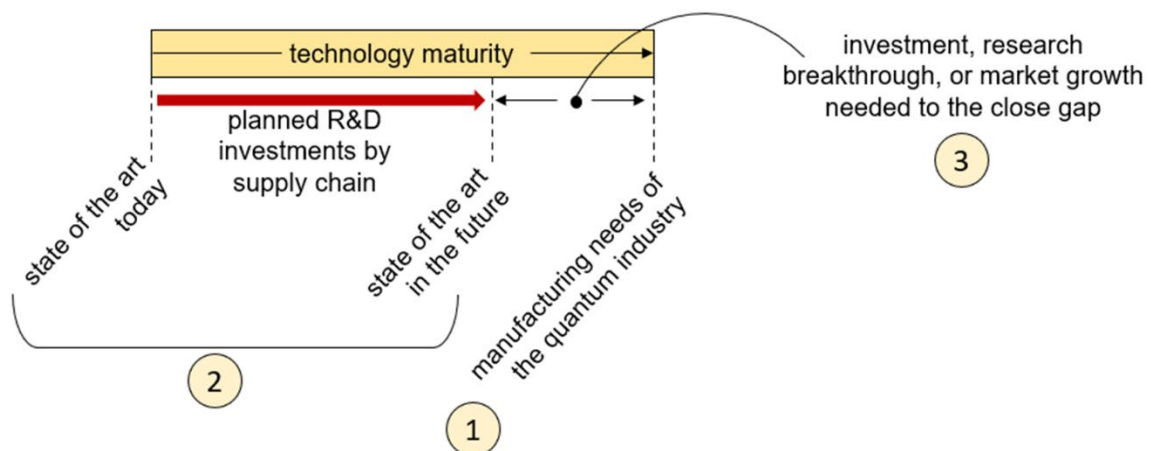 technology maturity
investment, research
breakthrough, or market growth
needed to the close gap
3
planned R&D
investments by
supply chain
state of the art
today
state of the art
in the future
manufacturing needs of
the quantum industry
2
1